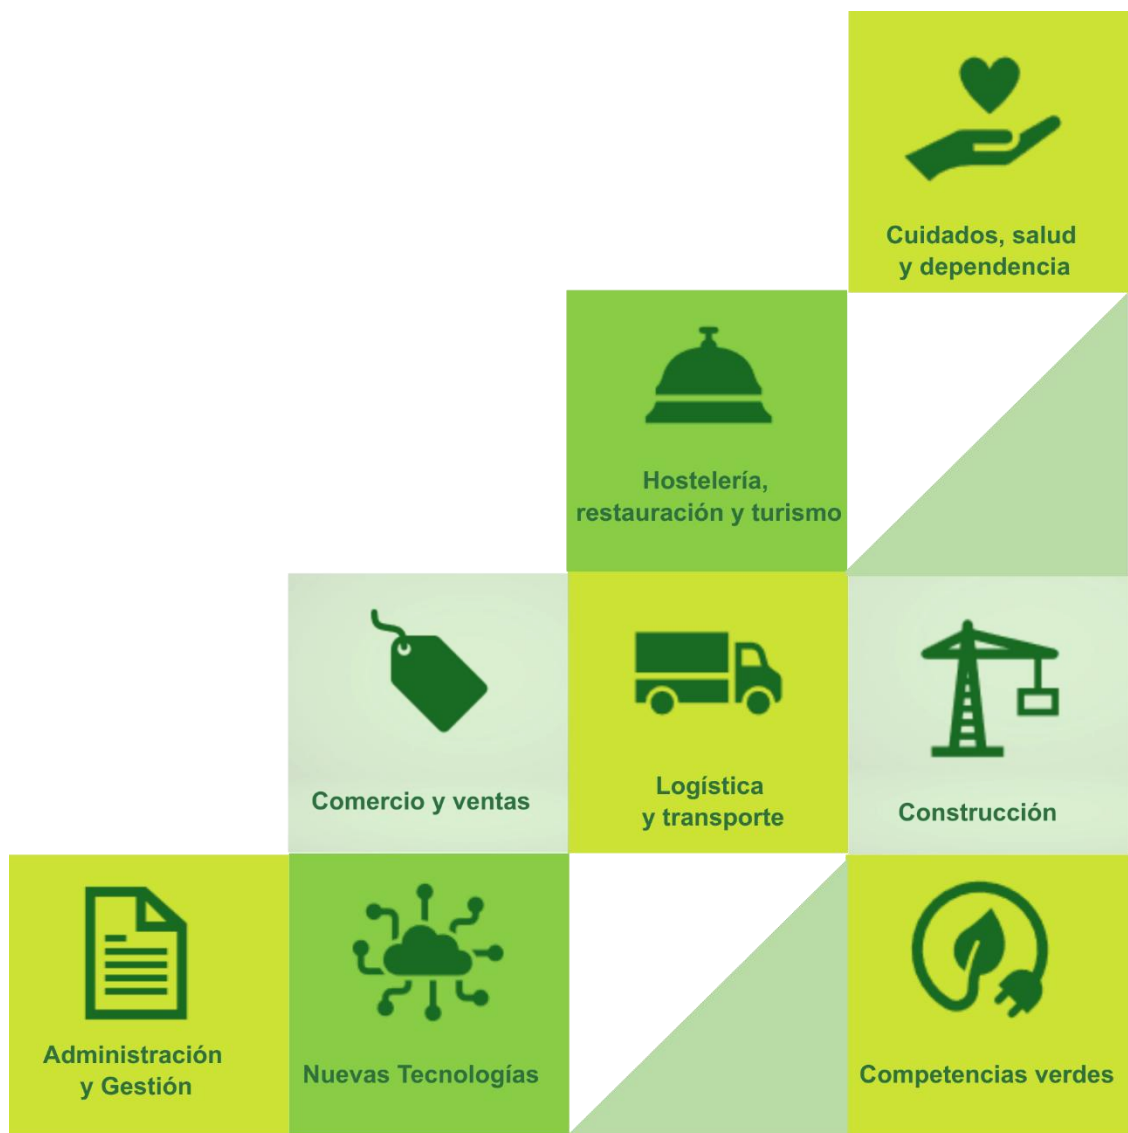 Cuidados, salud
y dependencia
Hostelería,
restauración y turismo
Comercio y ventas
Logística
y transporte
Construcción
Administración
y Gestión
Nuevas Tecnologías
Competencias verdes